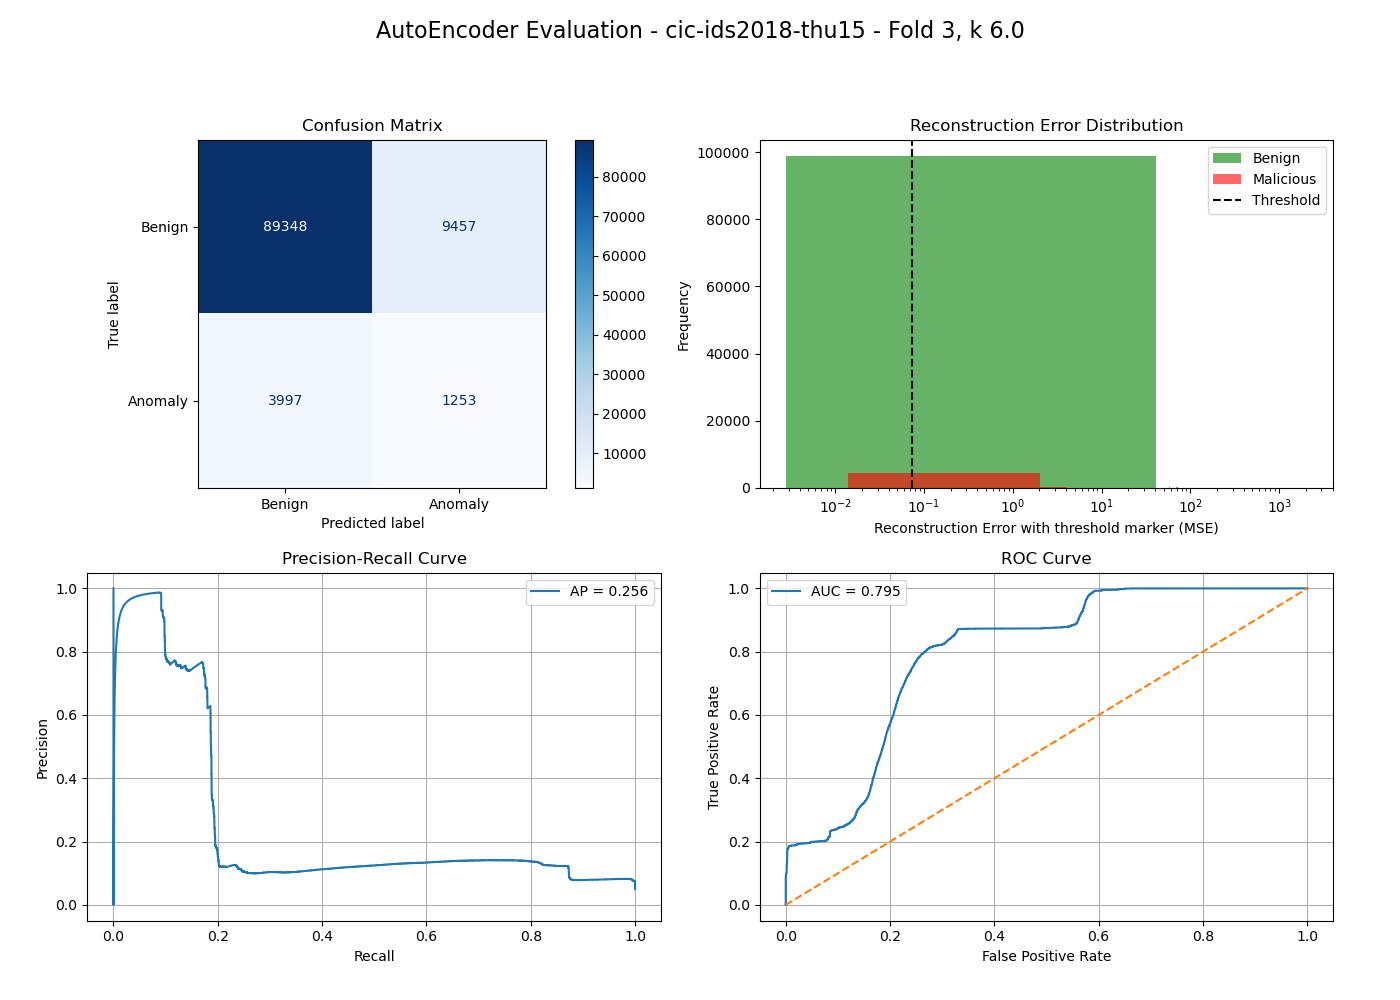 AutoEncoder Evaluation - cic-ids2018-thu15 - Fold 3, k 6.0
Confusion Matrix
True label
Benign
Anomaly
89348
9457
3997
1253
Benign
Anomaly
Predicted label
80000
70000
60000
50000
40000
30000
20000
10000
Reconstruction Error Distribution
Frequency
100000
80000
60000
40000
20000
0
Benign
Malicious
Threshold
10⁻²
10⁻¹
10⁰
10¹
10²
10³
Reconstruction Error with threshold marker (MSE)
Precision-Recall Curve
Precision
1.0
0.8
0.6
0.4
0.2
0.0
AP = 0.256
0.0
0.2
0.4
0.6
0.8
1.0
Recall
ROC Curve
True Positive Rate
1.0
0.8
0.6
0.4
0.2
0.0
AUC = 0.795
0.0
0.2
0.4
0.6
0.8
1.0
False Positive Rate